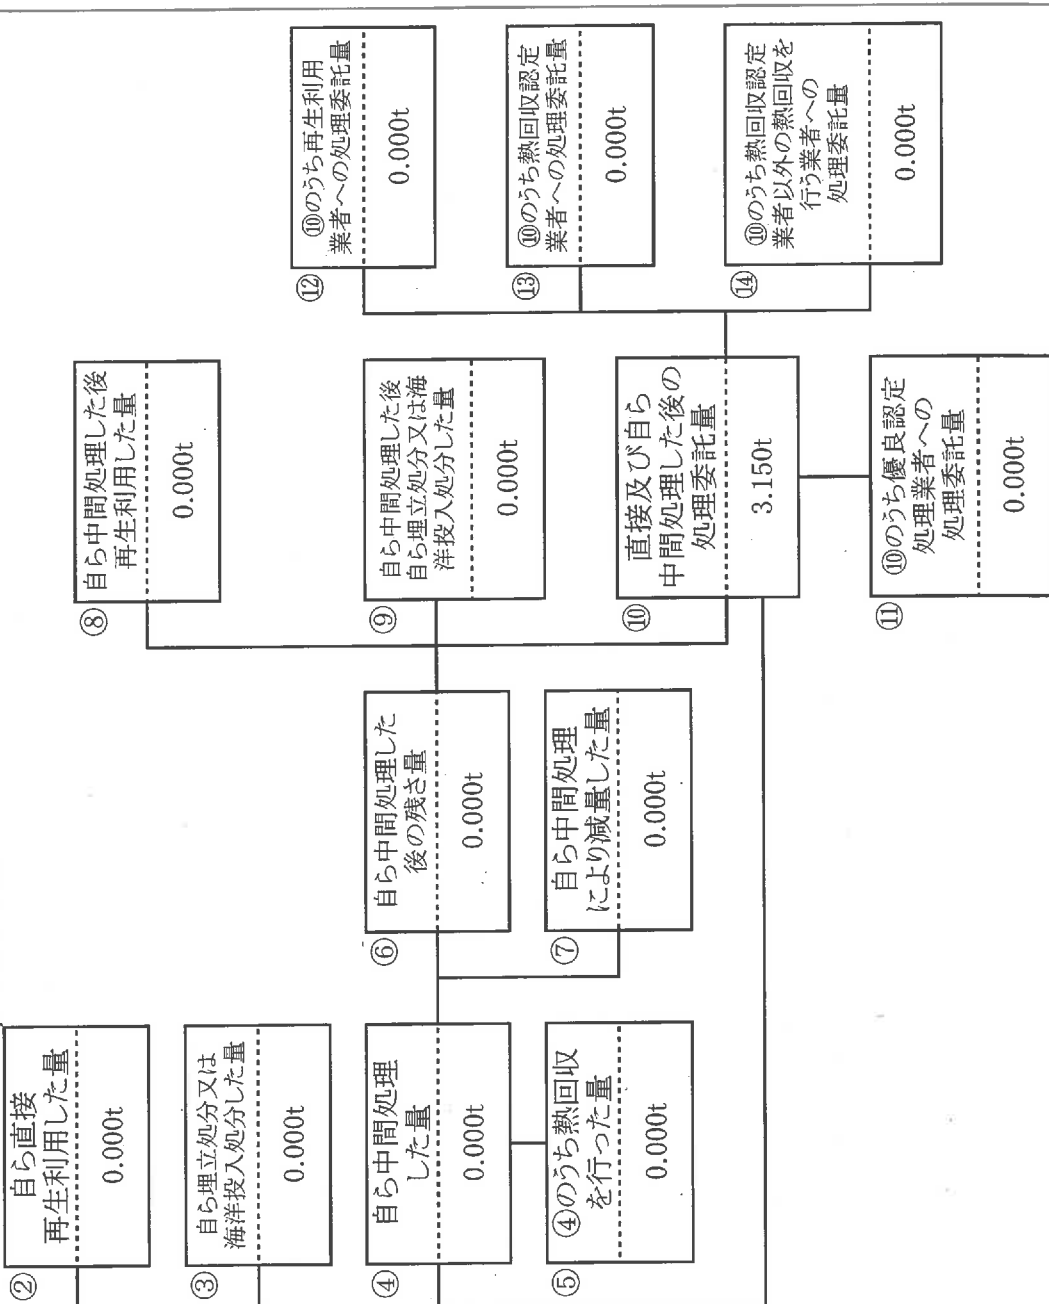 ②
自ら直接
再生利用した量
0.000t
③
自ら埋立処分又は
海洋投入処分した量
0.000t
④
自ら中間処理
した量
0.000t
⑤
④のうち熱回収
を行った量
0.000t
⑥
自ら中間処理した
後の残さ量
0.000t
⑦
自ら中間処理
により減量した量
0.000t
⑧
自ら中間処理した後
再生利用した量
0.000t
⑨
自ら中間処理した後
自ら埋立処分又は海
洋投入処分した量
0.000t
⑩
直接及び自ら
中間処理した後の
処理委託量
3.150t
⑪
⑩のうち優良認定
処理業者への
処理委託量
0.000t
⑫
⑩のうち再生利用
業者への処理委託量
0.000t
⑬
⑩のうち熱回収認定
業者への処理委託量
0.000t
⑭
⑩のうち熱回収認定
業者以外の熱回収を
行う業者への
処理委託量
0.000t